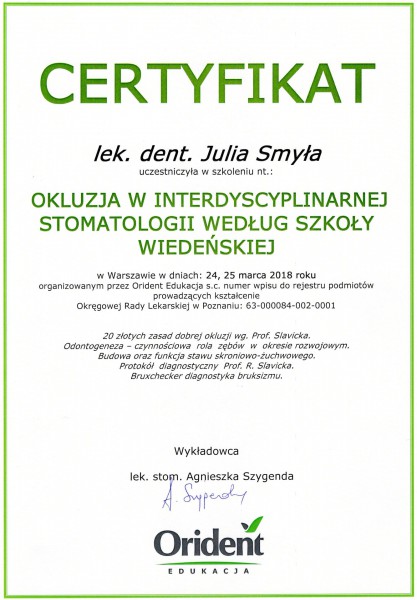 CERTYFIKAT
lek. dent. Julia Smyła
uczestniczyła w szkoleniu nt.:
OKLUZJA W INTERDYSCYPLINARNEJ
STOMATOLOGII WEDŁUG SZKOŁY
WIEDEŃSKIEJ
w Warszawie w dniach: 24, 25 marca 2018 roku
organizowanym przez Orident Edukacja s.c. numer wpisu do rejestru podmiotów
prowadzących kształcenie
Okręgowej Rady Lekarskiej w Poznaniu: 63-000084-002-0001
20 złotych zasad dobrej okluzji wg. Prof. Slavicka.
Odontogeneza – czynnościowa rola zębów w okresie rozwojowym.
Budowa oraz funkcja stawu skroniowo-żuchwowego.
Protokół diagnostyczny Prof. R. Slavicka.
Bruxchecker diagnostyka bruksizmu.
Wykładowca
lek. stom. Agnieszka Szygenda
A. Szygenda
Orident
EDUKACJA